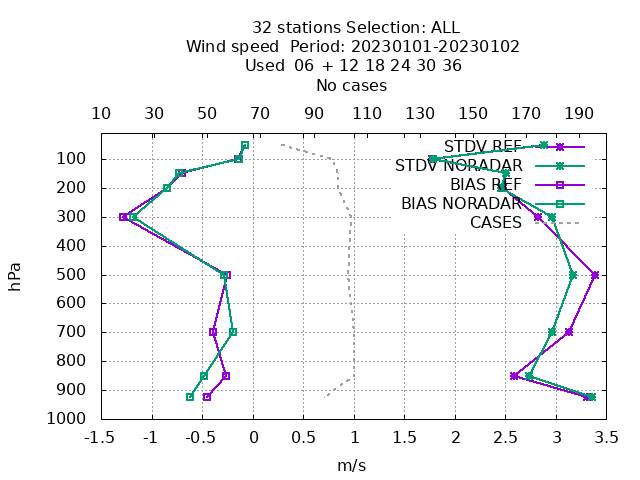 32 stations Selection: ALL
Wind speed  Period: 20230101-20230102
Used  06 + 12 18 24 30 36
No cases
10 30 50 70 90 110 130 150 170 190
STDV REF
STDV NORADAR
BIAS REF
BIAS NORADAR
CASES
100
200
300
400
500
600
700
800
900
1000
hPa
-1.5 -1 -0.5 0 0.5 1 1.5 2 2.5 3 3.5
m/s